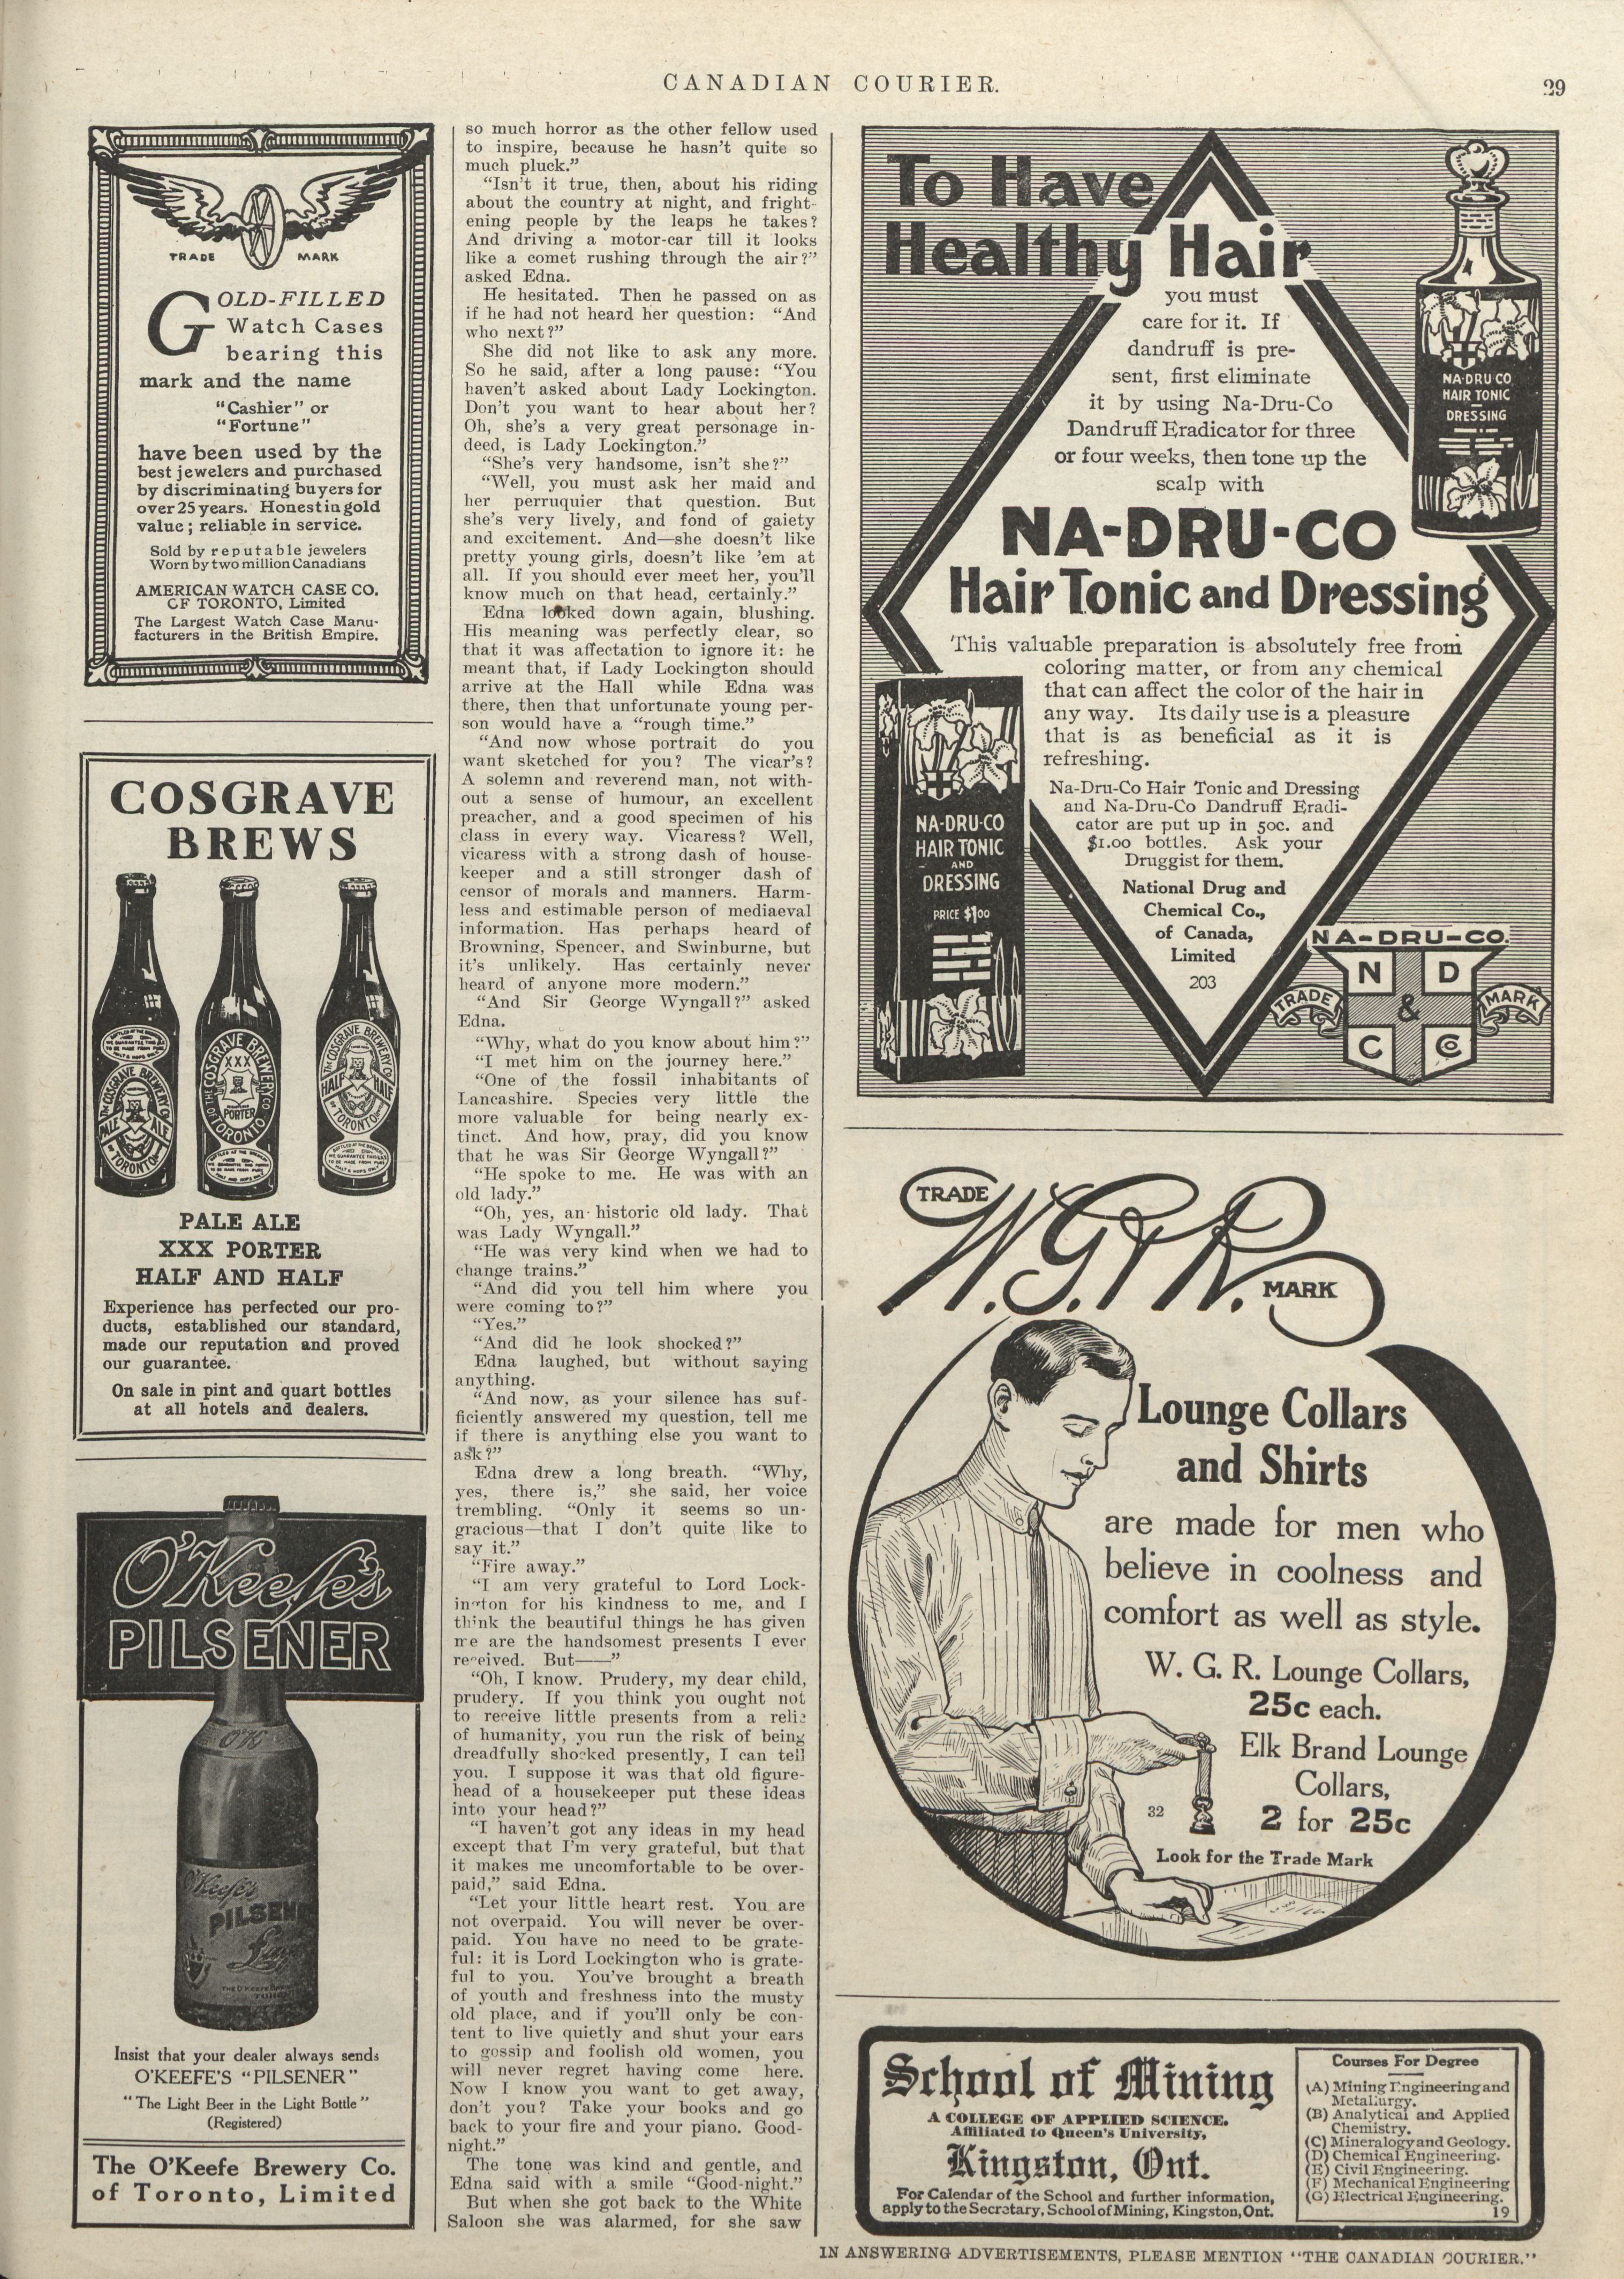 CANADIAN COURIER.
29
TRADE MARK
GOLD-FILLED
Watch Cases
bearing this
mark and the name
"Cashier" or
"Fortune"
have been used by the
best jewelers and purchased
by discriminating buyers for
over 25 years. Honest in gold
value; reliable in service.
Sold by reputable jewelers
Worn by two million Canadians
AMERICAN WATCH CASE CO.
OF TORONTO, Limited
The Largest Watch Case Manu-
facturers in the British Empire.
COSGRAVE
BREWS
PALE ALE
XXX PORTER
HALF AND HALF
Experience has perfected our pro-
ducts, established our standard,
made our reputation and proved
our guarantee.
On sale in pint and quart bottles
at all hotels and dealers.
O'Keefe's
PILSENER
O'K
O'Keefe's
PILSENER
Lager
Insist that your dealer always sends
O'KEEFE'S "PILSENER"
"The Light Beer in the Light Bottle"
(Registered)
The O'Keefe Brewery Co.
of Toronto, Limited
so much horror as the other fellow used
to inspire, because he hasn't quite so
much pluck."
"Isn't it true, then, about his riding
about the country at night, and fright-
ening people by the leaps he takes?
And driving a motor-car till it looks
like a comet rushing through the air?"
asked Edna.
He hesitated. Then he passed on as
if he had not heard her question: "And
who next?"
She did not like to ask any more.
So he said, after a long pause: "You
haven't asked about Lady Lockington.
Don't you want to hear about her?
Oh, she's a very great personage in-
deed, is Lady Lockington."
"She's very handsome, isn't she?"
"Well, you must ask her maid and
her perruquier that question. But
she's very lively, and fond of gaiety
and excitement. And—she doesn't like
pretty young girls, doesn't like 'em at
all. If you should ever meet her, you'll
know much on that head, certainly."
Edna looked down again, blushing.
His meaning was perfectly clear, so
that it was affectation to ignore it: he
meant that, if Lady Lockington should
arrive at the Hall while Edna was
there, then that unfortunate young per-
son would have a "rough time."
"And now whose portrait do you
want sketched for you? The vicar's?
A solemn and reverend man, not with-
out a sense of humour, an excellent
preacher, and a good specimen of his
class in every way. Vicaress? Well,
vicaress with a strong dash of house-
keeper and a still stronger dash of
censor of morals and manners. Harm-
less and estimable person of mediaeval
information. Has perhaps heard of
Browning, Spencer, and Swinburne, but
it's unlikely. Has certainly never
heard of anyone more modern."
"And Sir George Wyngall?" asked
Edna.
"Why, what do you know about him?"
"I met him on the journey here."
"One of the fossil inhabitants of
Lancashire. Species very little the
more valuable for being nearly ex-
tinct. And how, pray, did you know
that he was Sir George Wyngall?"
"He spoke to me. He was with an
old lady."
"Oh, yes, an historic old lady. That
was Lady Wyngall."
"He was very kind when we had to
change trains."
"And did you tell him where you
were coming to?"
"Yes."
"And did he look shocked?"
Edna laughed, but without saying
anything.
"And now, as your silence has suf-
ficiently answered my question, tell me
if there is anything else you want to
ask?"
Edna drew a long breath. "Why,
yes, there is," she said, her voice
trembling. "Only it seems so un-
gracious—that I don't quite like to
say it."
"Fire away."
"I am very grateful to Lord Lock-
ington for his kindness to me, and I
think the beautiful things he has given
me are the handsomest presents I ever
received. But——"
"Oh, I know. Prudery, my dear child,
prudery. If you think you ought not
to receive little presents from a relic
of humanity, you run the risk of being
dreadfully shocked presently, I can tell
you. I suppose it was that old figure-
head of a housekeeper put these ideas
into your head?"
"I haven't got any ideas in my head
except that I'm very grateful, but that
it makes me uncomfortable to be over-
paid," said Edna.
"Let your little heart rest. You are
not overpaid. You will never be over-
paid. You have no need to be grate-
ful: it is Lord Lockington who is grate-
ful to you. You've brought a breath
of youth and freshness into the musty
old place, and if you'll only be con-
tent to live quietly and shut your ears
to gossip and foolish old women, you
will never regret having come here.
Now I know you want to get away,
don't you? Take your books and go
back to your fire and your piano. Good-
night."
The tone was kind and gentle, and
Edna said with a smile "Good-night."
But when she got back to the White
Saloon she was alarmed, for she saw
To Have
Healthy Hair
you must
care for it. If
dandruff is pre-
sent, first eliminate
it by using Na-Dru-Co
Dandruff Eradicator for three
or four weeks, then tone up the
scalp with
NA-DRU-CO
Hair Tonic and Dressing
This valuable preparation is absolutely free from
coloring matter, or from any chemical
that can affect the color of the hair in
any way. Its daily use is a pleasure
that is as beneficial as it is
refreshing.
Na-Dru-Co Hair Tonic and Dressing
and Na-Dru-Co Dandruff Eradi-
cator are put up in 50c. and
$1.00 bottles. Ask your
Druggist for them.
National Drug and
Chemical Co.,
of Canada,
Limited
203
NA-DRU-CO
HAIR TONIC
DRESSING
NA-DRU-CO
HAIR TONIC
AND
DRESSING
PRICE $1.00
NA-DRU-CO.
N D
&
C Co
TRADE MARK
TRADE
W.G.&R.
MARK
Lounge Collars
and Shirts
are made for men who
believe in coolness and
comfort as well as style.
W. G. R. Lounge Collars,
25c each.
Elk Brand Lounge
Collars,
2 for 25c
32
Look for the Trade Mark
School of Mining
A COLLEGE OF APPLIED SCIENCE.
Affiliated to Queen's University,
Kingston, Ont.
For Calendar of the School and further information,
apply to the Secretary, School of Mining, Kingston, Ont.
Courses For Degree
(A) Mining Engineering and
Metallurgy.
(B) Analytical and Applied
Chemistry.
(C) Mineralogy and Geology.
(D) Chemical Engineering.
(E) Civil Engineering.
(F) Mechanical Engineering
(G) Electrical Engineering.
19
IN ANSWERING ADVERTISEMENTS, PLEASE MENTION "THE CANADIAN COURIER."